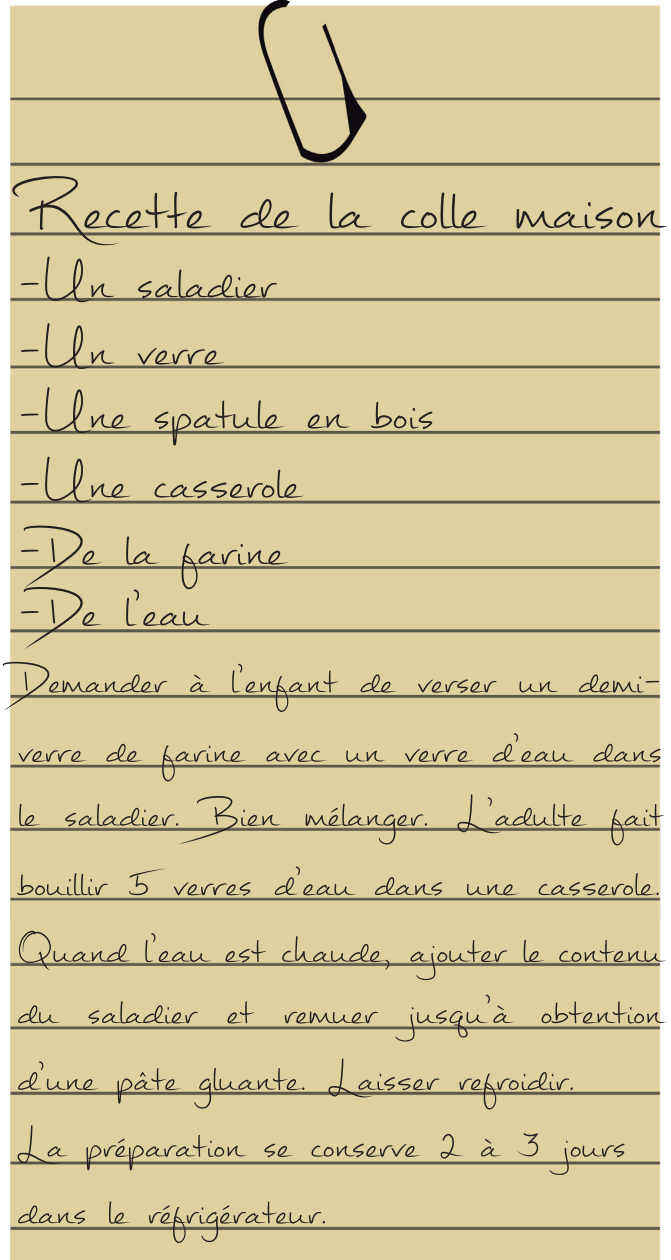 Recette de la colle maison
-Un saladier
-Un verre
-Une spatule en bois
-Une casserole
-De la farine
-De l'eau
Demander à l'enfant de verser un demi-
verre de farine avec un verre d'eau dans
le saladier. Bien mélanger. L'adulte fait
bouillir 5 verres d'eau dans une casserole.
Quand l'eau est chaude, ajouter le contenu
du saladier et remuer jusqu'à obtention
d'une pâte gluante. Laisser refroidir.
La préparation se conserve 2 à 3 jours
dans le réfrigérateur.